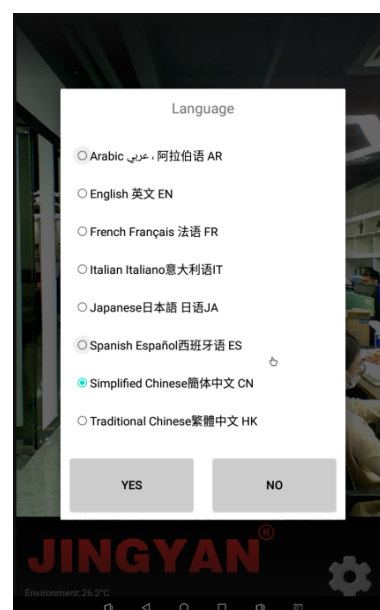 Language
Arabic عربي ، 阿拉伯语 AR
English 英文 EN
French Français 法语 FR
Italian Italiano意大利语IT
Japanese日本語 日语JA
Spanish Español西班牙语 ES
Simplified Chinese簡体中文 CN
Traditional Chinese繁體中文 HK
YES
NO
JINGYAN®
Environment:26.2°C